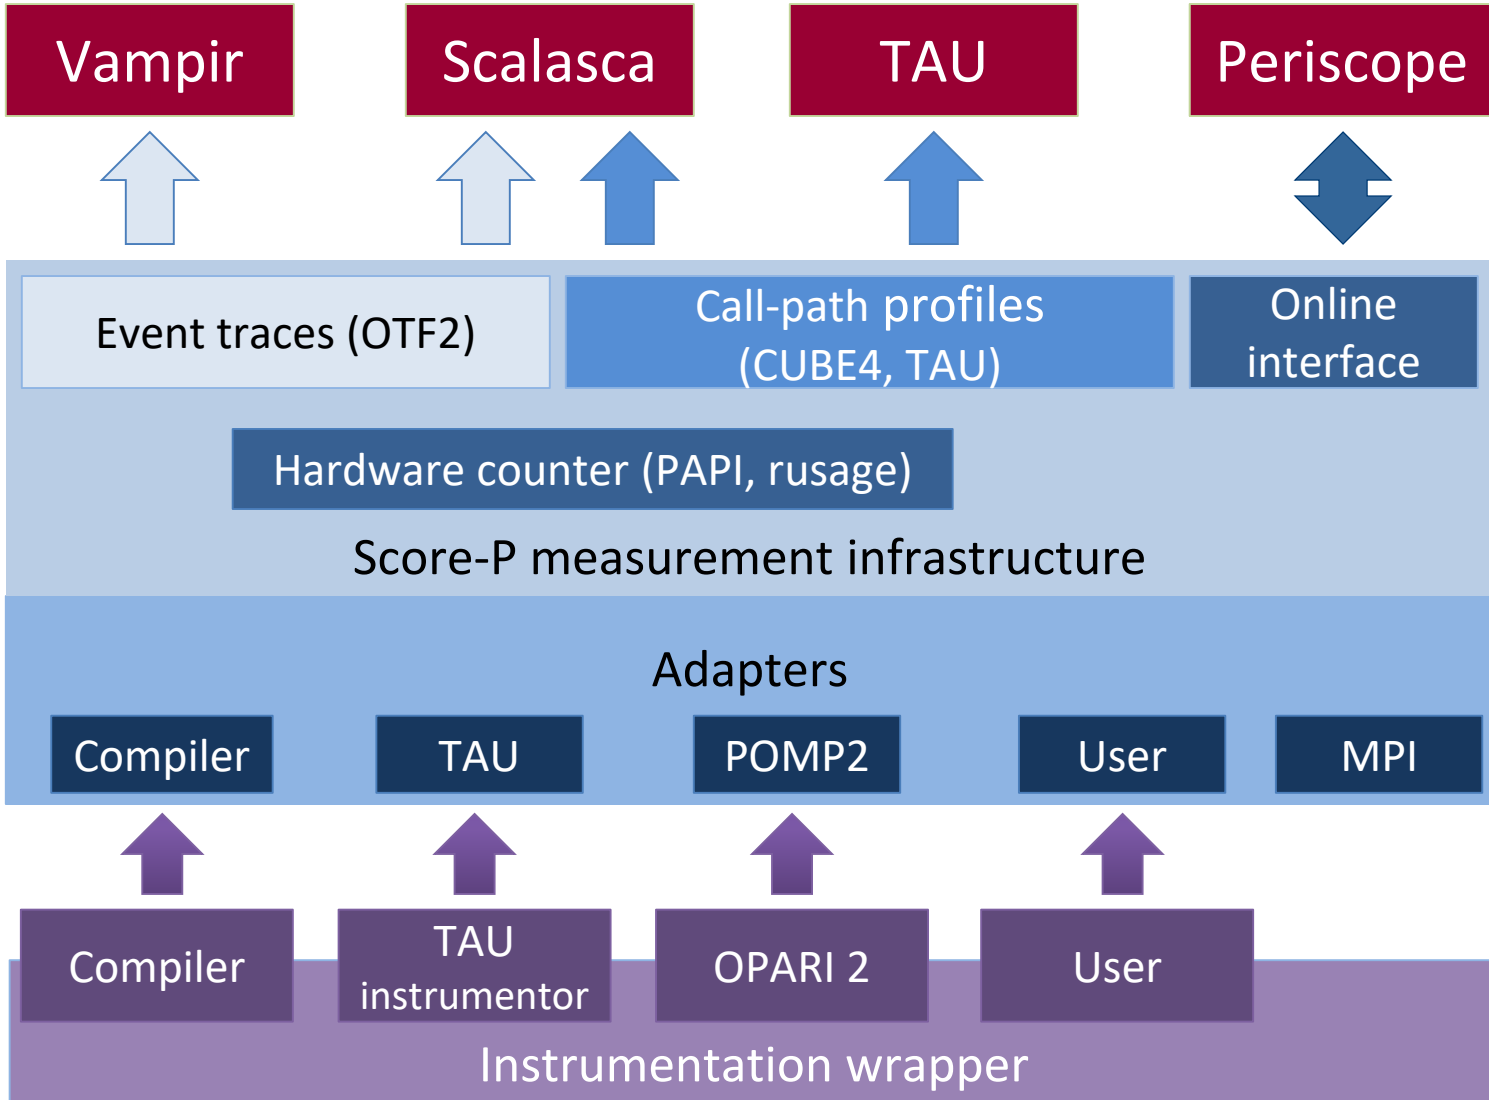 Vampir
Scalasca
TAU
Periscope
Event traces (OTF2)
Call-path profiles
(CUBE4, TAU)
Online
interface
Hardware counter (PAPI, rusage)
Score-P measurement infrastructure
Adapters
Compiler
TAU
POMP2
User
MPI
Compiler
TAU
instrumentor
OPARI 2
User
Instrumentation wrapper